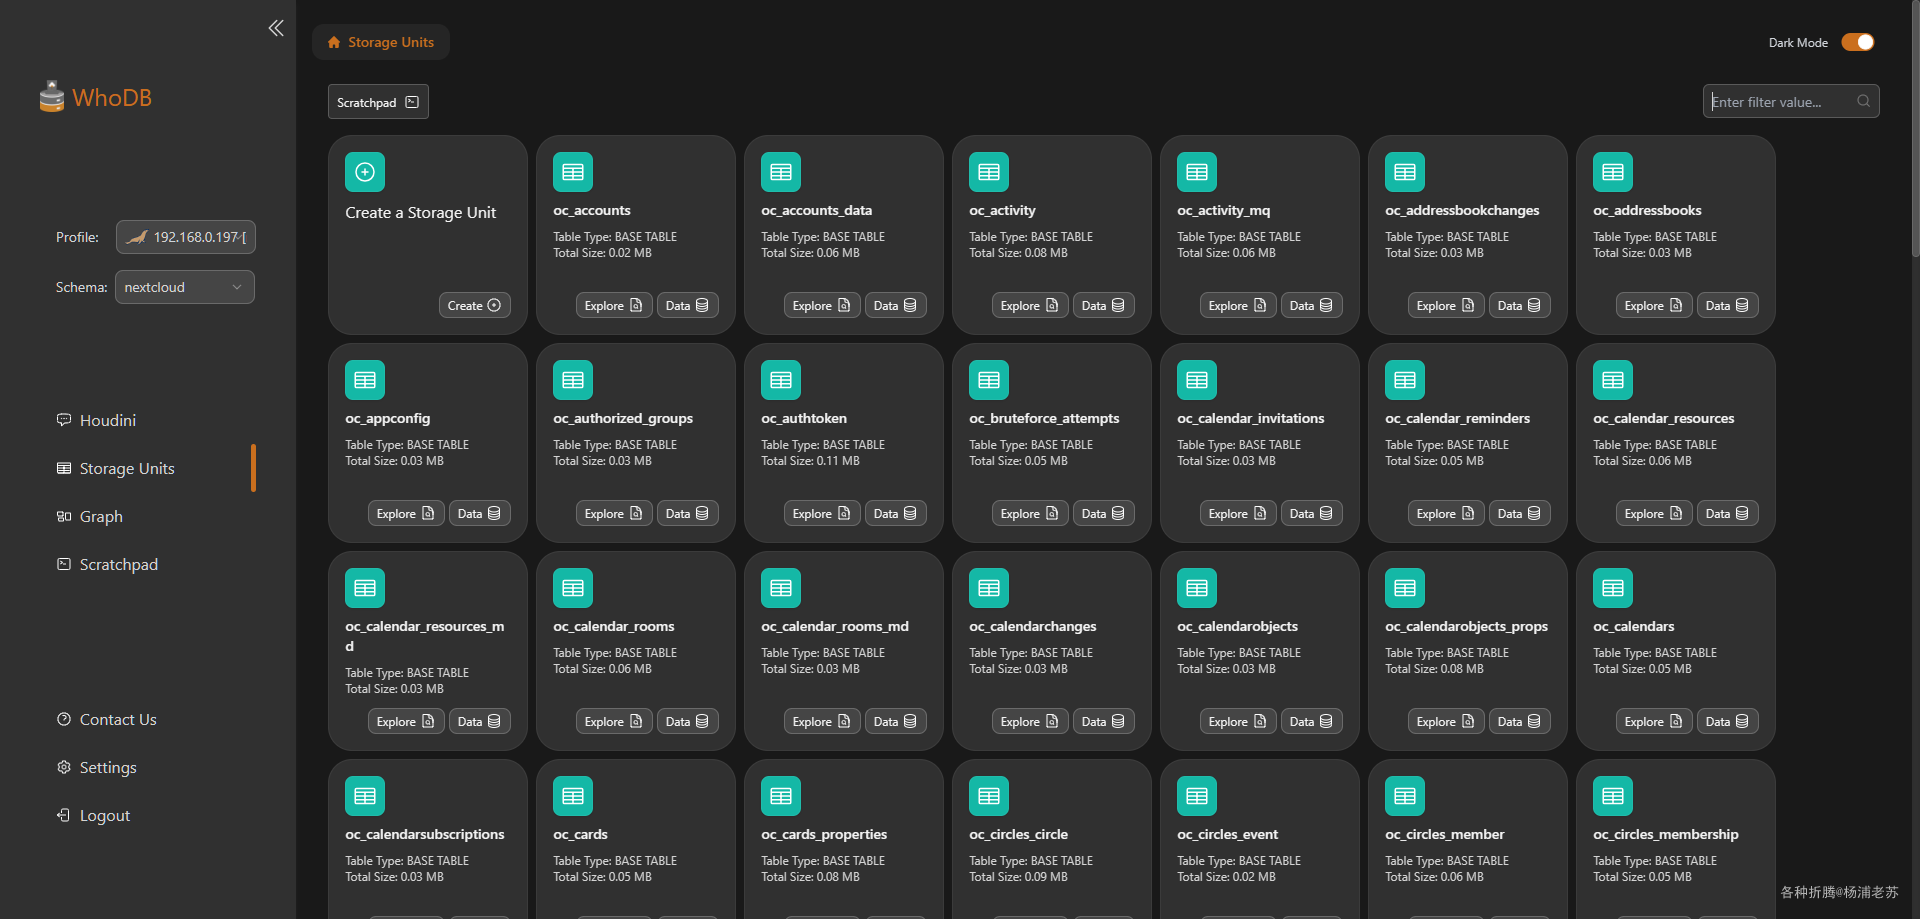 Storage Units
Dark Mode
WhoDB
Scratchpad
Enter filter value...
Profile: 192.168.0.197 [
Schema: nextcloud
Houdini
Storage Units
Graph
Scratchpad
Contact Us
Settings
Logout
Create a Storage Unit
Create
oc_accounts
Table Type: BASE TABLE
Total Size: 0.02 MB
Explore Data
oc_accounts_data
Table Type: BASE TABLE
Total Size: 0.06 MB
Explore Data
oc_activity
Table Type: BASE TABLE
Total Size: 0.08 MB
Explore Data
oc_activity_mq
Table Type: BASE TABLE
Total Size: 0.06 MB
Explore Data
oc_addressbookchanges
Table Type: BASE TABLE
Total Size: 0.03 MB
Explore Data
oc_addressbooks
Table Type: BASE TABLE
Total Size: 0.03 MB
Explore Data
oc_appconfig
Table Type: BASE TABLE
Total Size: 0.03 MB
Explore Data
oc_authorized_groups
Table Type: BASE TABLE
Total Size: 0.03 MB
Explore Data
oc_authtoken
Table Type: BASE TABLE
Total Size: 0.11 MB
Explore Data
oc_bruteforce_attempts
Table Type: BASE TABLE
Total Size: 0.05 MB
Explore Data
oc_calendar_invitations
Table Type: BASE TABLE
Total Size: 0.03 MB
Explore Data
oc_calendar_reminders
Table Type: BASE TABLE
Total Size: 0.05 MB
Explore Data
oc_calendar_resources
Table Type: BASE TABLE
Total Size: 0.06 MB
Explore Data
oc_calendar_resources_m
d
Table Type: BASE TABLE
Total Size: 0.03 MB
Explore Data
oc_calendar_rooms
Table Type: BASE TABLE
Total Size: 0.06 MB
Explore Data
oc_calendar_rooms_md
Table Type: BASE TABLE
Total Size: 0.03 MB
Explore Data
oc_calendarchanges
Table Type: BASE TABLE
Total Size: 0.03 MB
Explore Data
oc_calendarobjects
Table Type: BASE TABLE
Total Size: 0.03 MB
Explore Data
oc_calendarobjects_props
Table Type: BASE TABLE
Total Size: 0.08 MB
Explore Data
oc_calendars
Table Type: BASE TABLE
Total Size: 0.05 MB
Explore Data
oc_calendarsubscriptions
Table Type: BASE TABLE
Total Size: 0.03 MB
oc_cards
Table Type: BASE TABLE
Total Size: 0.05 MB
oc_cards_properties
Table Type: BASE TABLE
Total Size: 0.08 MB
oc_circles_circle
Table Type: BASE TABLE
Total Size: 0.09 MB
oc_circles_event
Table Type: BASE TABLE
Total Size: 0.02 MB
oc_circles_member
Table Type: BASE TABLE
Total Size: 0.06 MB
oc_circles_membership
Table Type: BASE TABLE
Total Size: 0.05 MB
各种折腾@杨浦老苏